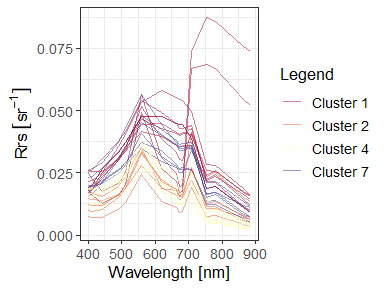 0.075
0.050
0.025
0.000
Rrs [ sr⁻¹ ]
400 500 600 700 800 900
Wavelength [nm]
Legend
Cluster 1
Cluster 2
Cluster 4
Cluster 7